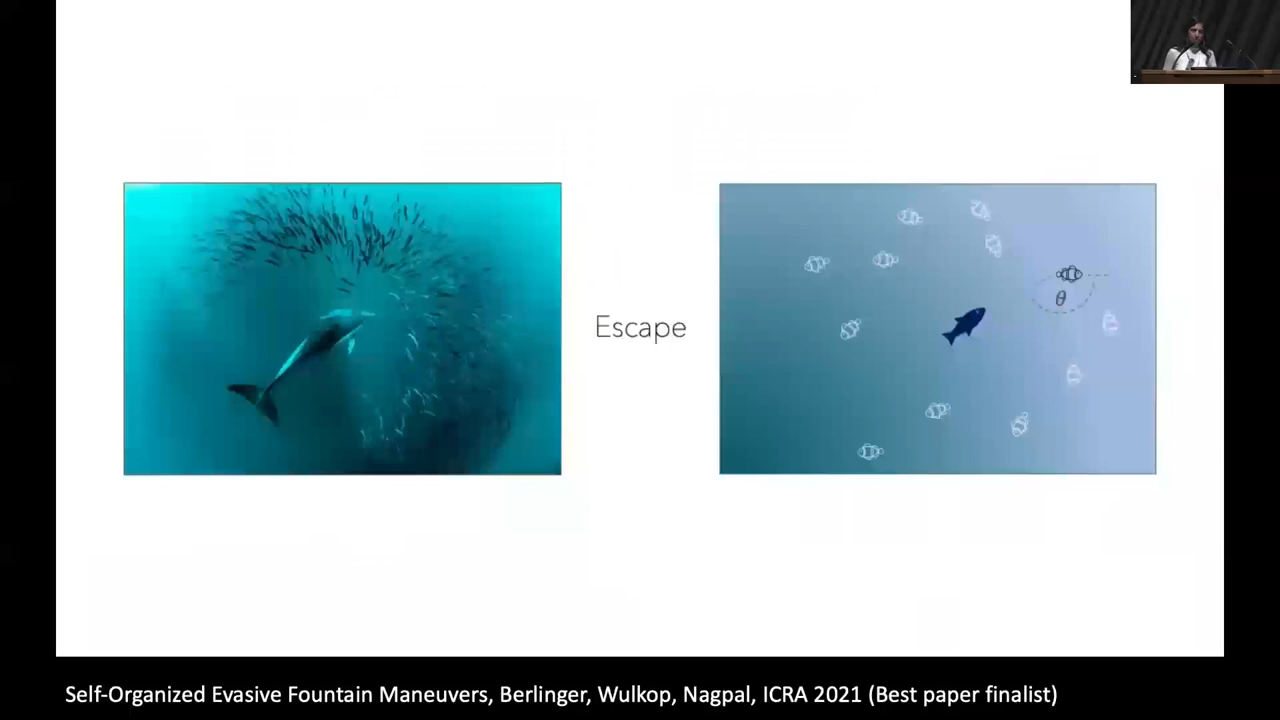 Escape
θ
Self-Organized Evasive Fountain Maneuvers, Berlinger, Wulkop, Nagpal, ICRA 2021 (Best paper finalist)